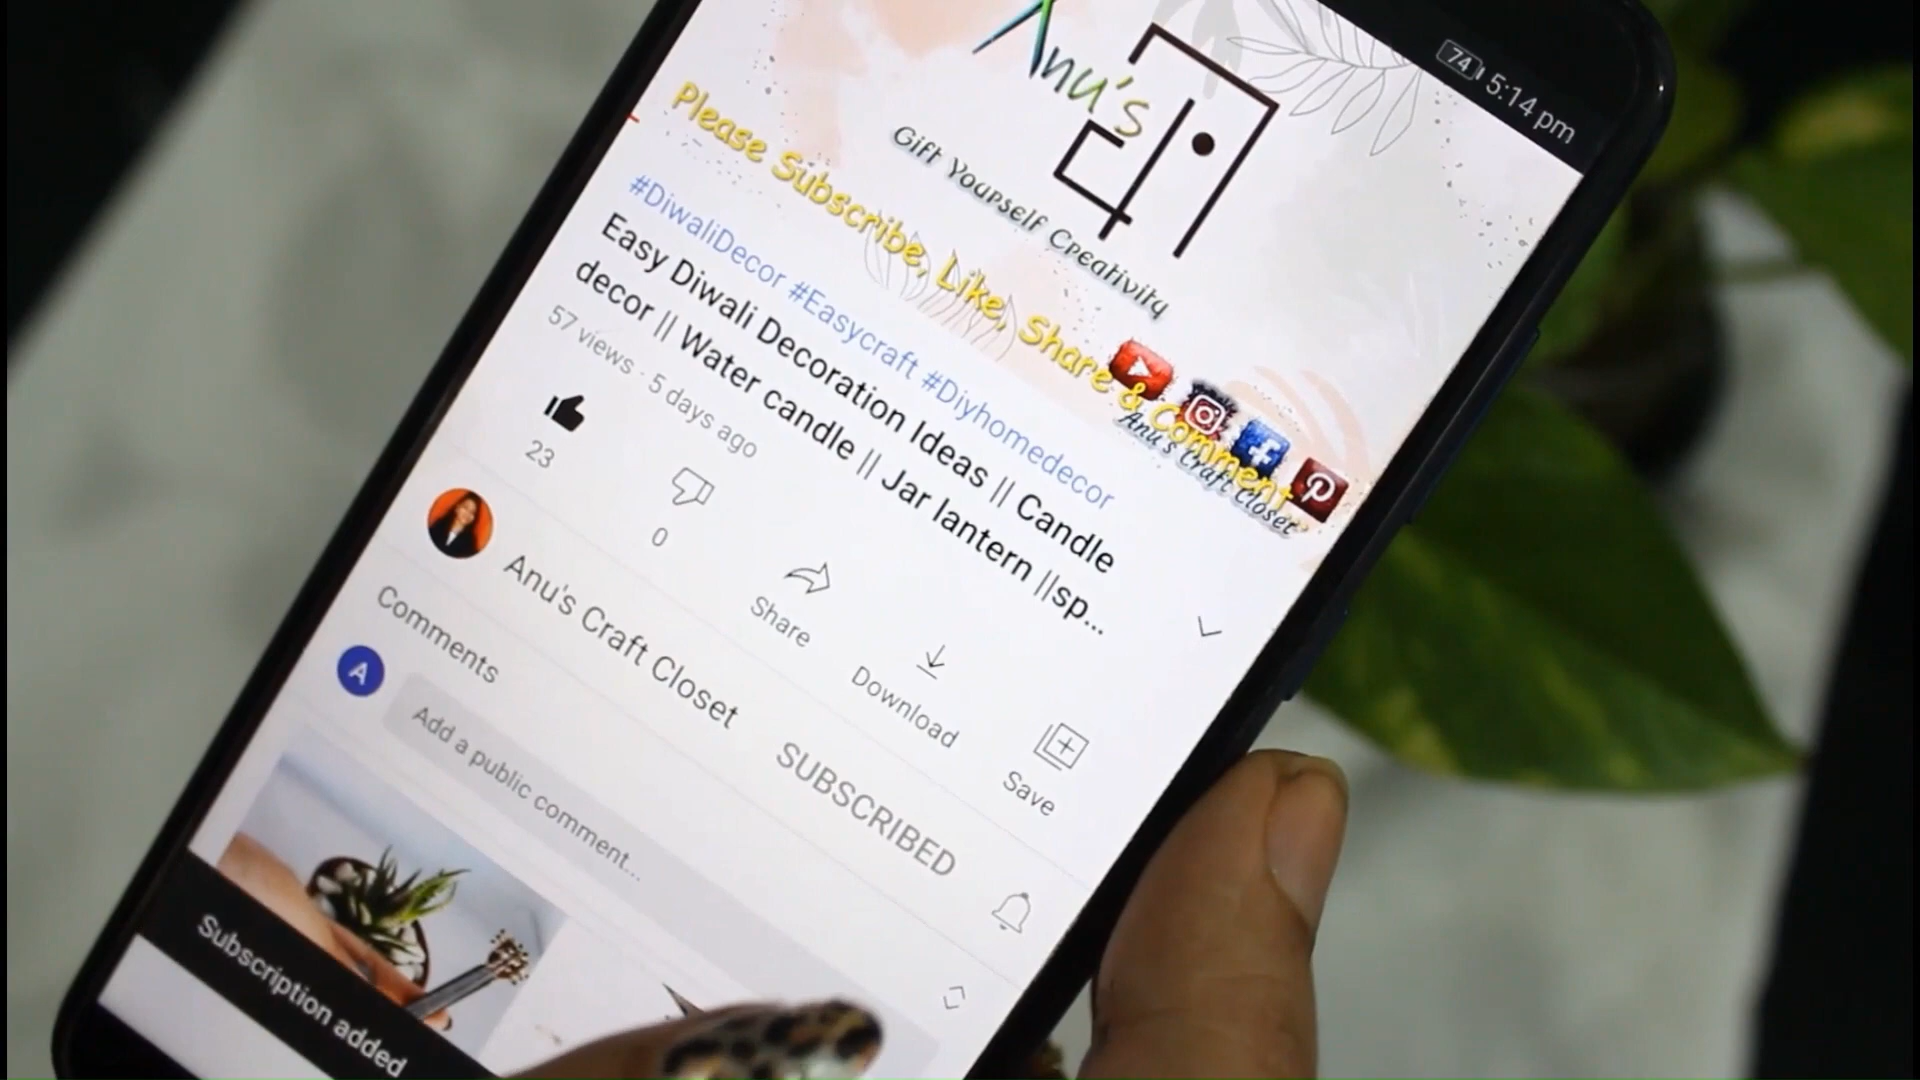 74 5:14 pm
Anu's
Gift Yourself Creativity
Please Subscribe, Like, Share & Comment
Anu's Craft Closet
#DiwaliDecor #Easycraft #Diyhomedecor
Easy Diwali Decoration Ideas || Candle
decor || Water candle || Jar lantern ||sp...
57 views · 5 days ago
23
0
Share
Download
Save
Anu's Craft Closet
SUBSCRIBED
Comments
A
Add a public comment...
Subscription added